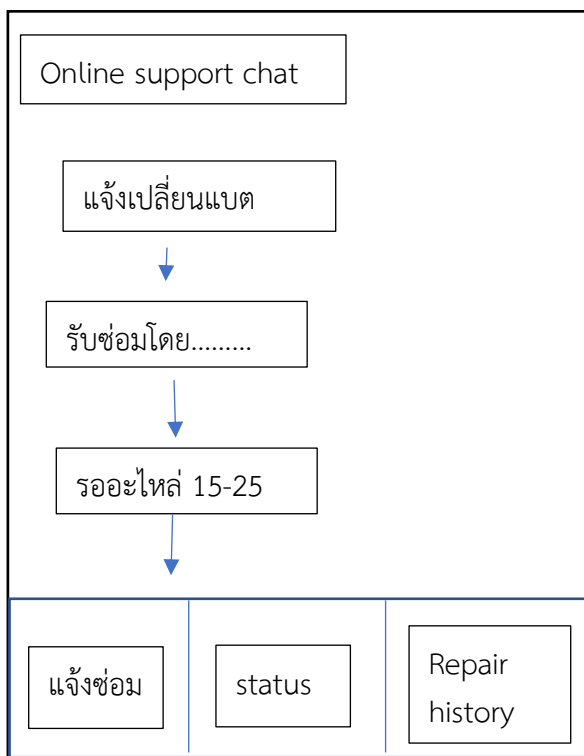 Online support chat
แจ้งเปลี่ยนแบต
รับซ่อมโดย.........
รออะไหล่ 15-25
แจ้งซ่อม
status
Repair
history